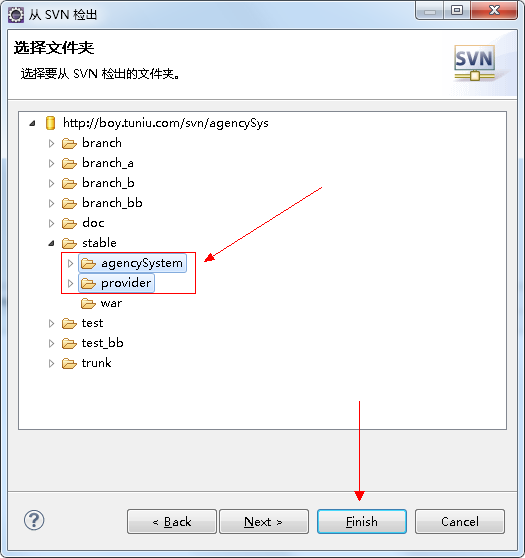 从 SVN 检出
选择文件夹
选择要从 SVN 检出的文件夹。
SVN
http://boy.tuniu.com/svn/agencySys
branch
branch_a
branch_b
branch_bb
doc
stable
agencySystem
provider
war
test
test_bb
trunk
?
< Back
Next >
Finish
Cancel